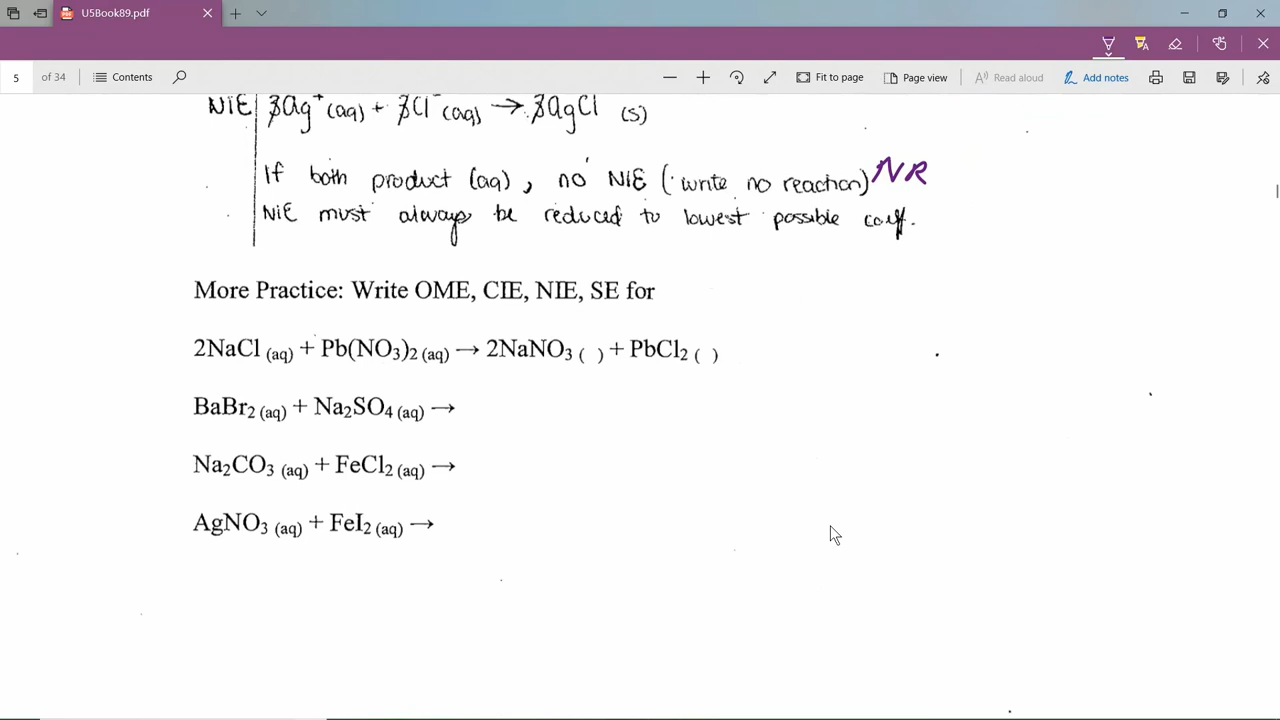 U5Book89.pdf
5 of 34 Contents Fit to page Page view Read aloud Add notes
NIE 3Ag⁺(aq) + 3Cl⁻(aq) → 3AgCl (s)
If both product (aq), no NIE (write no reaction) NR
NIE must always be reduced to lowest possible coeff.
More Practice: Write OME, CIE, NIE, SE for
2NaCl (aq) + Pb(NO₃)₂ (aq) → 2NaNO₃ ( ) + PbCl₂ ( )
BaBr₂ (aq) + Na₂SO₄ (aq) →
Na₂CO₃ (aq) + FeCl₂ (aq) →
AgNO₃ (aq) + FeI₂ (aq) →